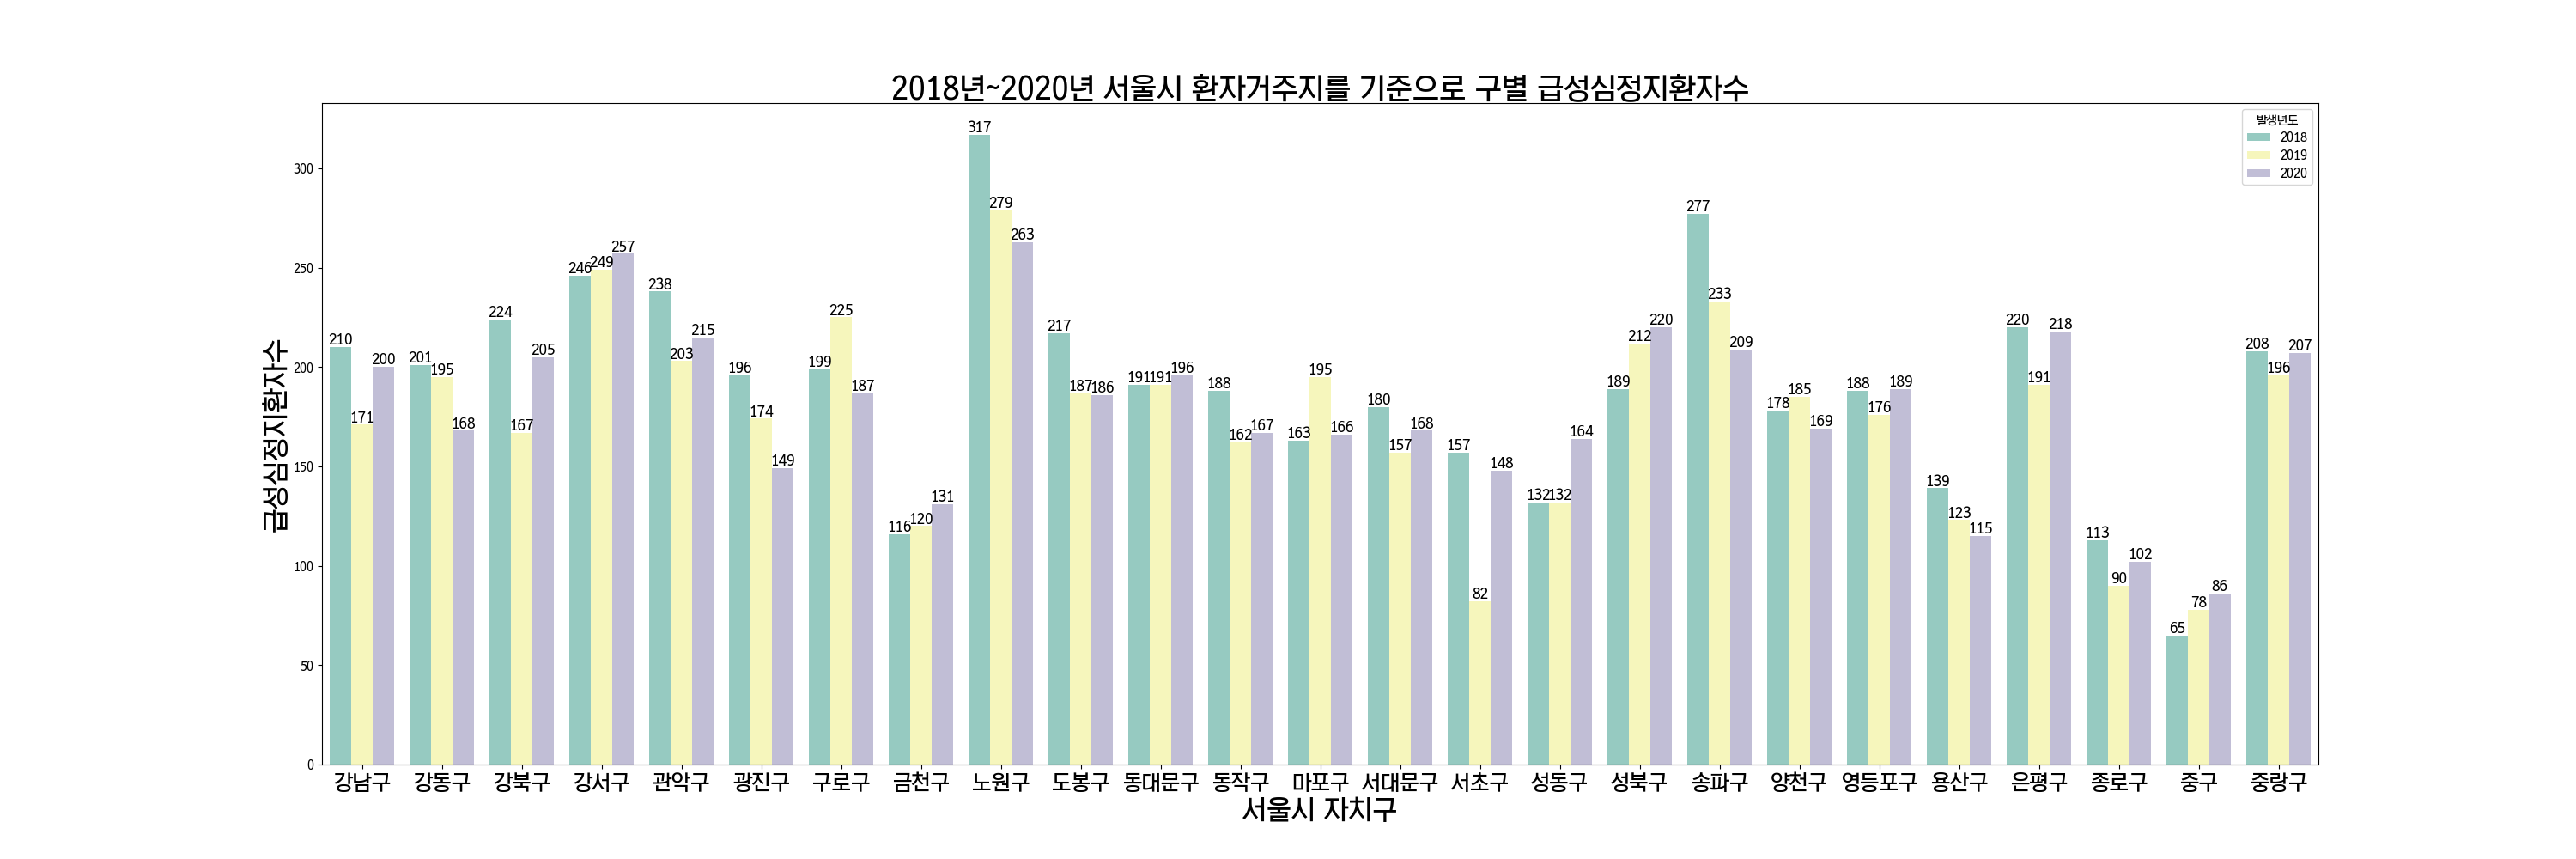 2018년~2020년 서울시 환자거주지를 기준으로 구별 급성심정지환자수
발생년도
2018
2019
2020
급성심정지환자수
300
250
200
150
100
50
0
210 171 200
201 195 168
224 167 205
246 249 257
238 203 215
196 174 149
199 225 187
116 120 131
317 279 263
217 187 186
191 191 196
188 162 167
163 195 166
180 157 168
157 82 148
132 132 164
189 212 220
277 233 209
178 185 169
188 176 189
139 123 115
220 191 218
113 90 102
65 78 86
208 196 207
강남구 강동구 강북구 강서구 관악구 광진구 구로구 금천구 노원구 도봉구 동대문구 동작구 마포구 서대문구 서초구 성동구 성북구 송파구 양천구 영등포구 용산구 은평구 종로구 중구 중랑구
서울시 자치구